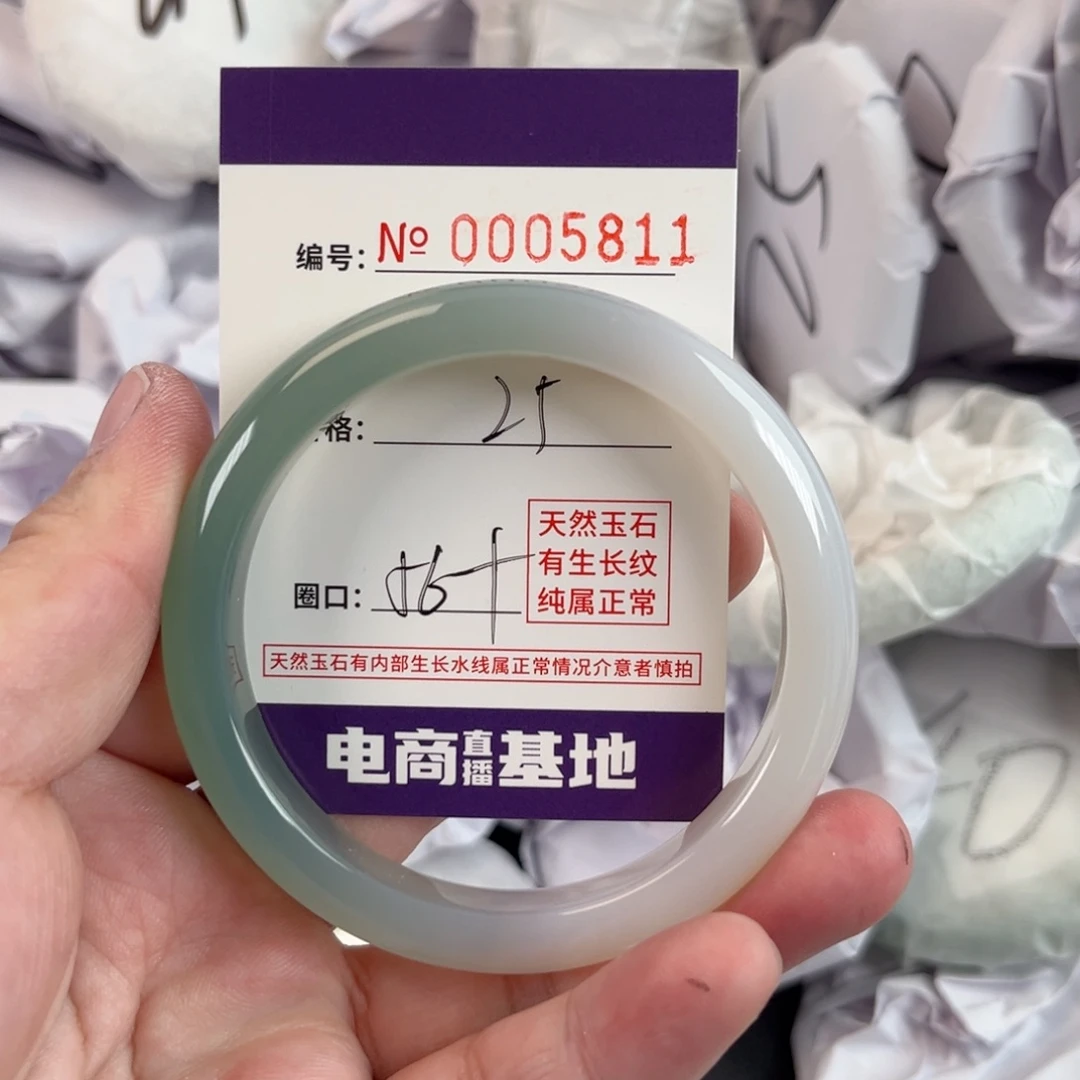 编号: № 0005811
格: 25
天然玉石
有生长纹
纯属正常
圈口: 56+
天然玉石有内部生长水线属正常情况介意者慎拍
电商直播基地
25